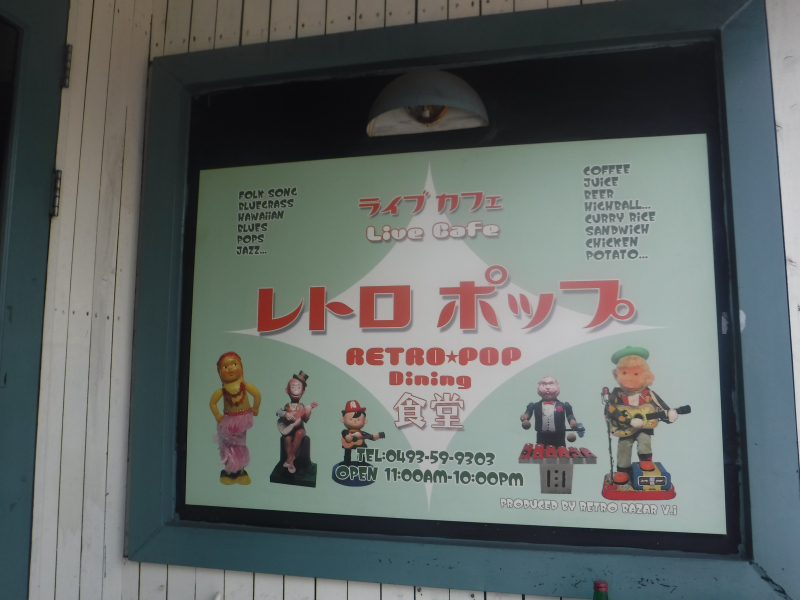 FOLK SONG
BLUEGRASS
HAWAIIAN
BLUES
POPS
JAZZ...
ライブ カフェ
Live Cafe
COFFEE
JUICE
BEER
HIGHBALL...
CURRY RICE
SANDWICH
CHICKEN
POTATO...
レトロ ポップ
RETRO★POP
Dining
食堂
TEL:0493-59-9303
OPEN 11:00AM-10:00PM
PRODUCED BY RETRO BAZAR V.i